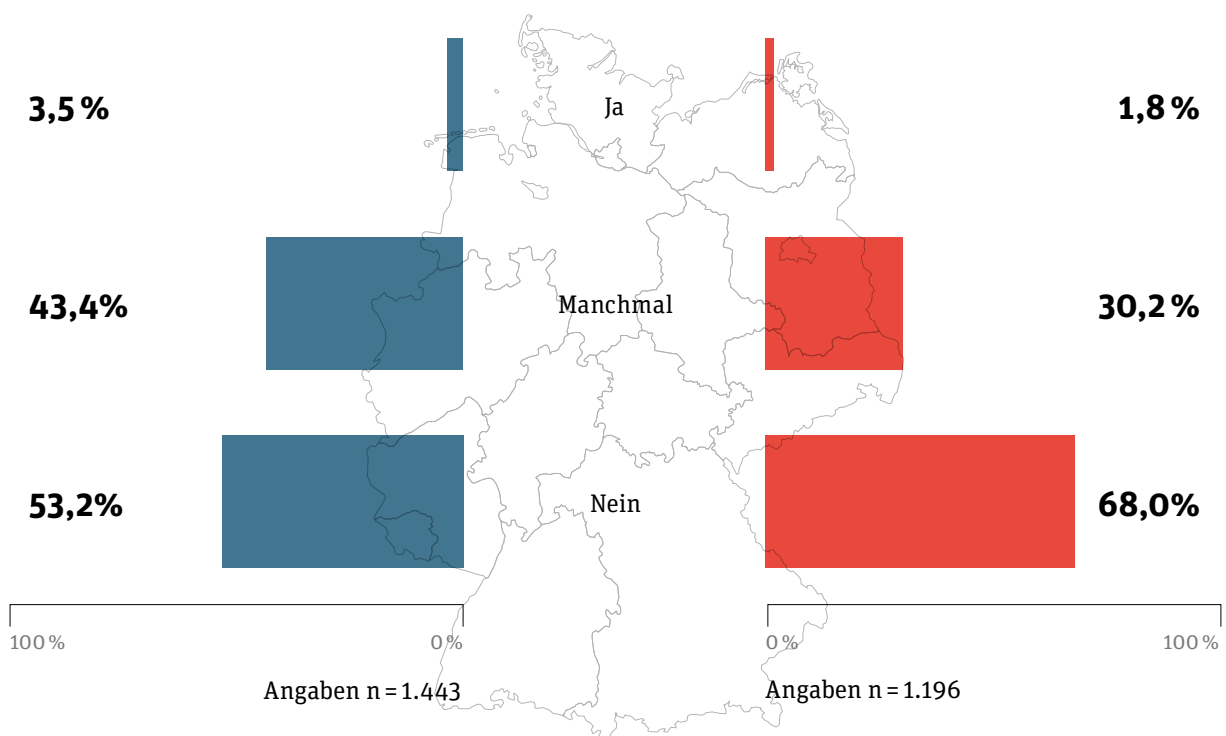 3,5 %
Ja
1,8 %
43,4%
Manchmal
30,2 %
53,2%
Nein
68,0%
100 %
0 %
0 %
100 %
Angaben n = 1.443
Angaben n = 1.196